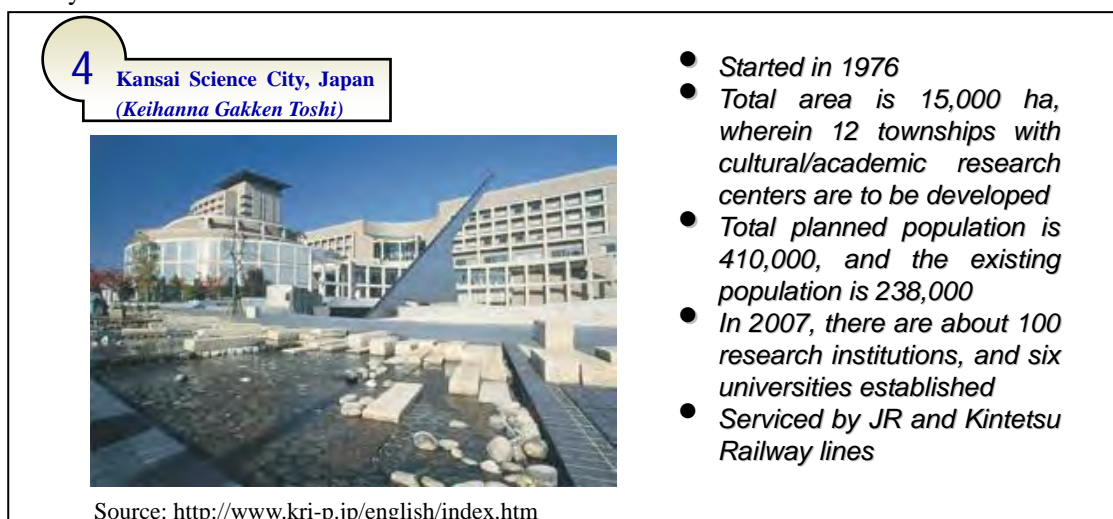 4
Kansai Science City, Japan
(Keihanna Gakken Toshi)
● Started in 1976
● Total area is 15,000 ha,
wherein 12 townships with
cultural/academic research
centers are to be developed
● Total planned population is
410,000, and the existing
population is 238,000
● In 2007, there are about 100
research institutions, and six
universities established
● Serviced by JR and Kintetsu
Railway lines
Source: http://www.kri-p.jp/english/index.htm